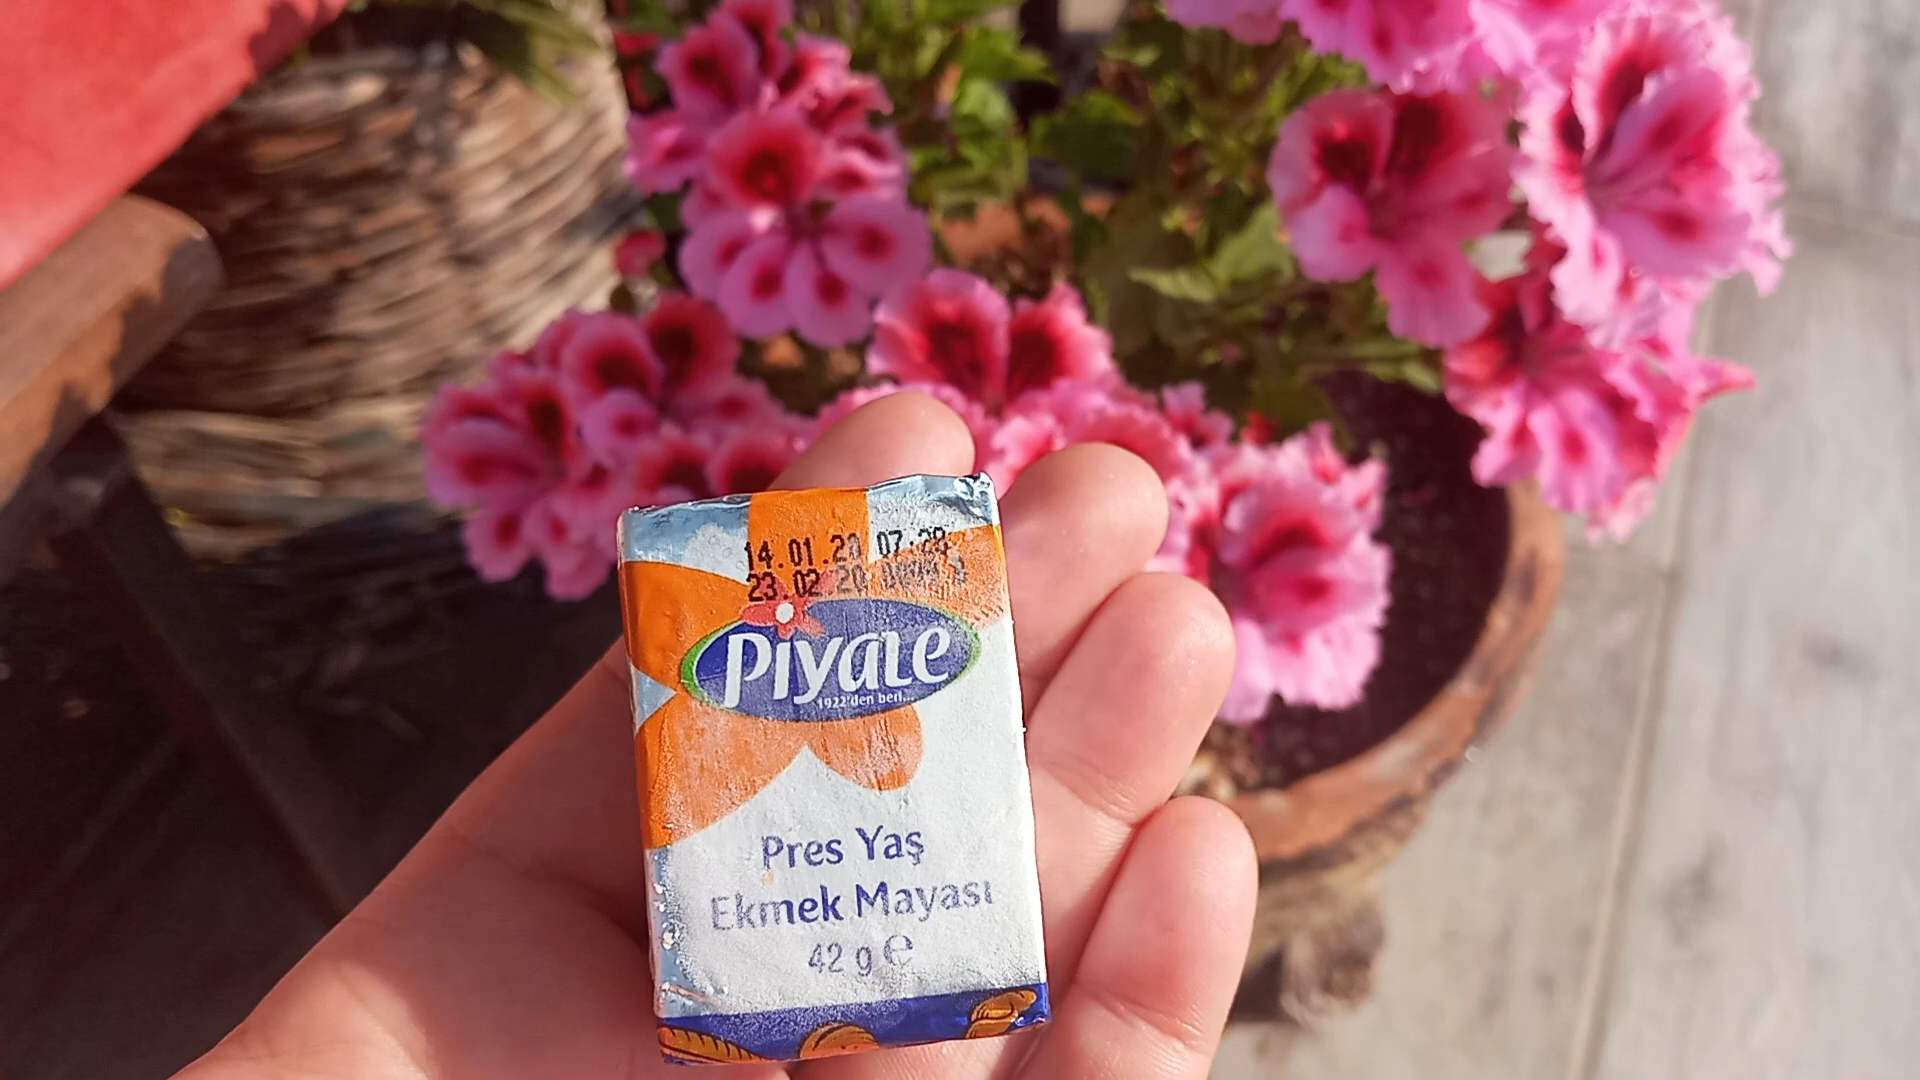 14.01.20 07:28
23.02.20
Piyale
1922'den beri...
Pres Yaş
Ekmek Mayası
42 g e